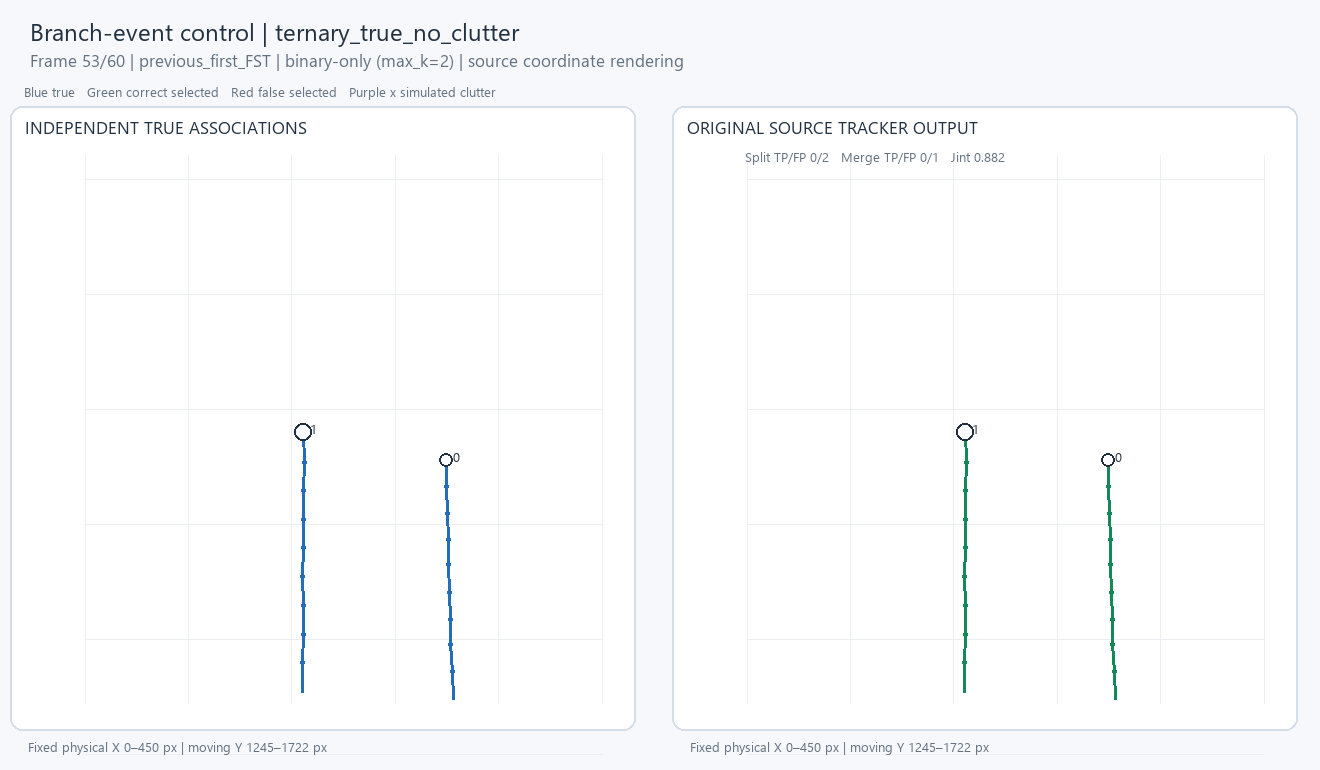 Branch-event control | ternary_true_no_clutter
Frame 53/60 | previous_first_FST | binary-only (max_k=2) | source coordinate rendering
Blue true   Green correct selected   Red false selected   Purple x simulated clutter
INDEPENDENT TRUE ASSOCIATIONS
1
0
Fixed physical X 0–450 px | moving Y 1245–1722 px
ORIGINAL SOURCE TRACKER OUTPUT
Split TP/FP 0/2   Merge TP/FP 0/1   Jint 0.882
1
0
Fixed physical X 0–450 px | moving Y 1245–1722 px